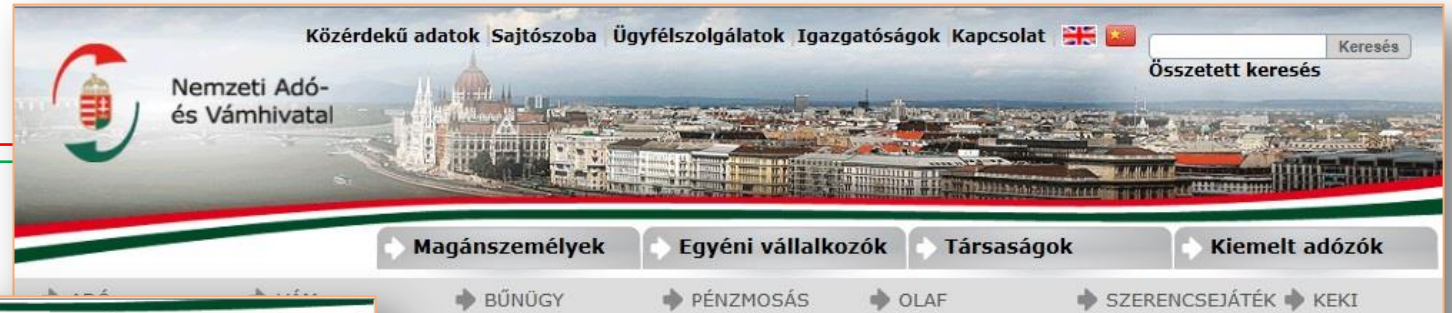 Közérdekű adatok Sajtószoba Ügyfélszolgálatok Igazgatóságok Kapcsolat
Keresés
Összetett keresés
Nemzeti Adó-
és Vámhivatal
Magánszemélyek Egyéni vállalkozók Társaságok Kiemelt adózók
BŰNÜGY PÉNZMOSÁS OLAF SZERENCSEJÁTÉK KEKI